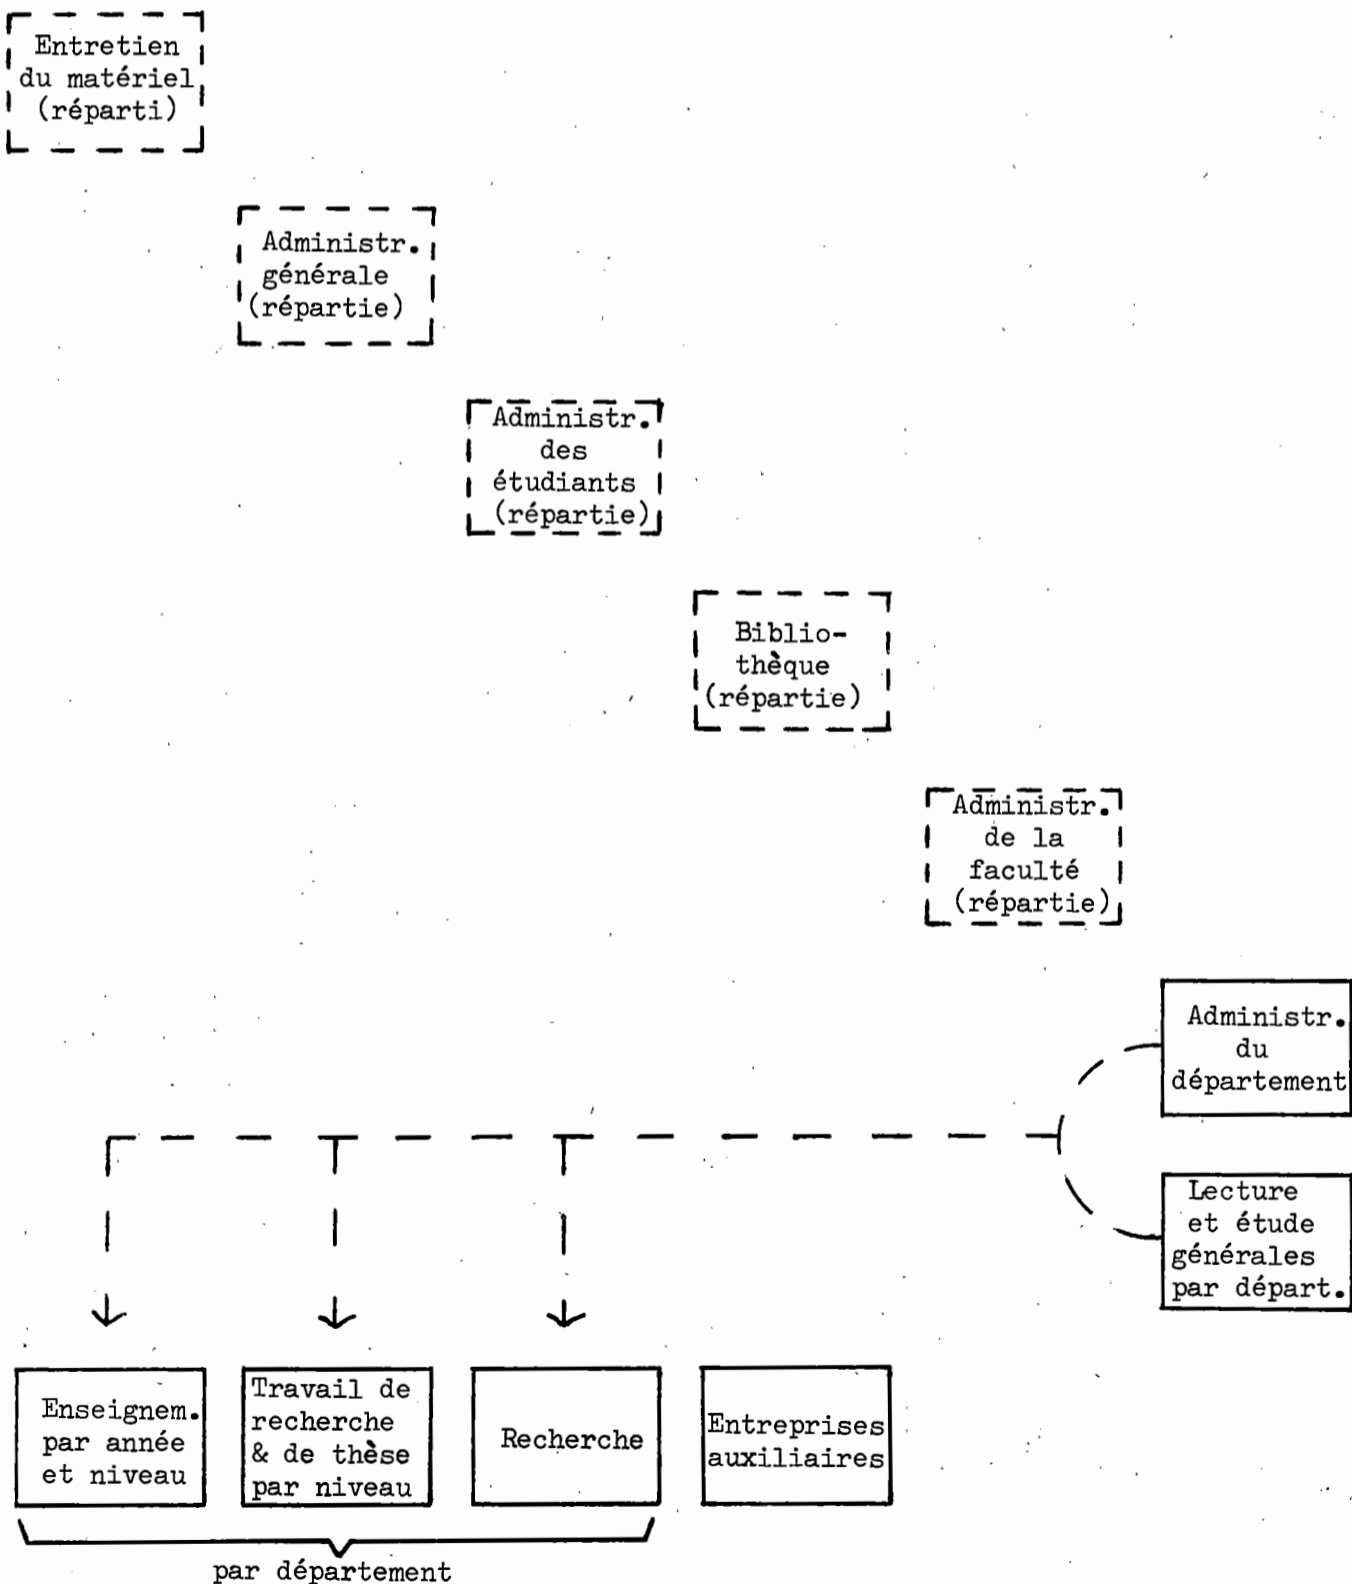 Entretien
du matériel
(réparti)
Administr.
générale
(répartie)
Administr.
des
étudiants
(répartie)
Biblio-
thèque
(répartie)
Administr.
de la
faculté
(répartie)
Administr.
du
département
Lecture
et étude
générales
par départ.
Enseignem.
par année
et niveau
Travail de
recherche
& de thèse
par niveau
Recherche
Entreprises
auxiliaires
par département